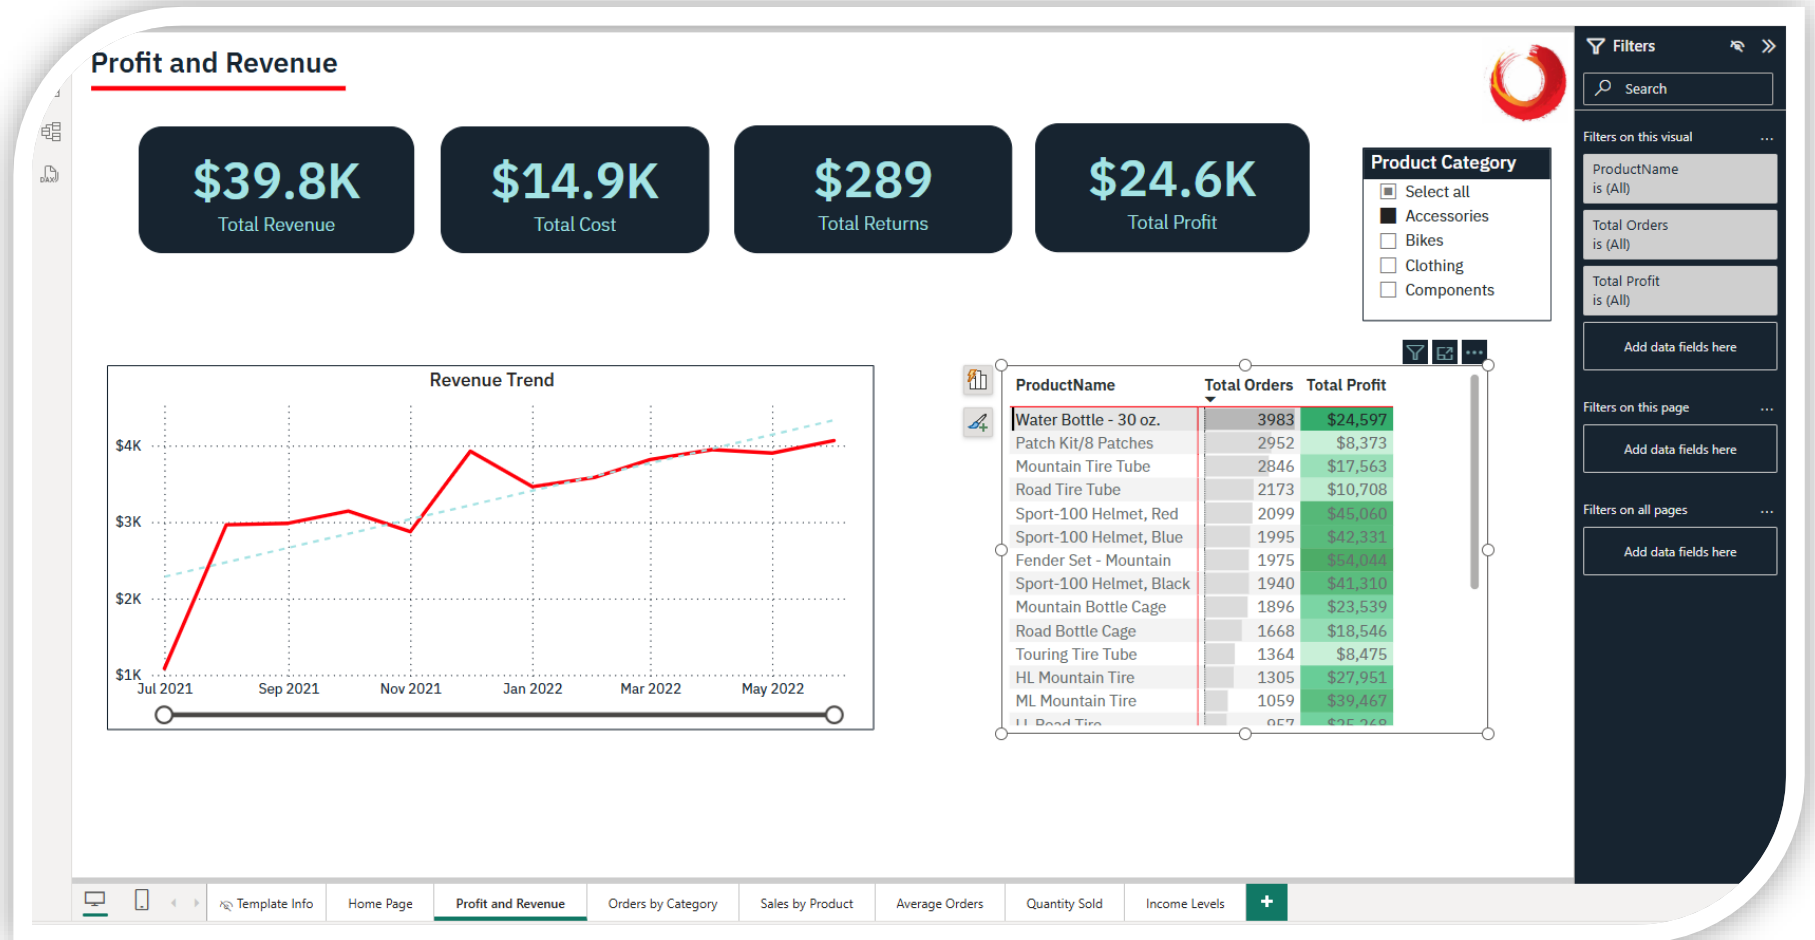 Profit and Revenue
$39.8K
Total Revenue
$14.9K
Total Cost
$289
Total Returns
$24.6K
Total Profit
Product Category
Select all
Accessories
Bikes
Clothing
Components
Revenue Trend
$4K
$3K
$2K
$1K
Jul 2021 Sep 2021 Nov 2021 Jan 2022 Mar 2022 May 2022
ProductName Total Orders Total Profit
Water Bottle - 30 oz. 3983 $24,597
Patch Kit/8 Patches 2952 $8,373
Mountain Tire Tube 2846 $17,563
Road Tire Tube 2173 $10,708
Sport-100 Helmet, Red 2099 $45,060
Sport-100 Helmet, Blue 1995 $42,331
Fender Set - Mountain 1975 $54,044
Sport-100 Helmet, Black 1940 $41,310
Mountain Bottle Cage 1896 $23,539
Road Bottle Cage 1668 $18,546
Touring Tire Tube 1364 $8,475
HL Mountain Tire 1305 $27,951
ML Mountain Tire 1059 $39,467
LL Road Tire 957 $25,268
Filters
Search
Filters on this visual
ProductName
is (All)
Total Orders
is (All)
Total Profit
is (All)
Add data fields here
Filters on this page
Add data fields here
Filters on all pages
Add data fields here
DAX
Template Info Home Page Profit and Revenue Orders by Category Sales by Product Average Orders Quantity Sold Income Levels